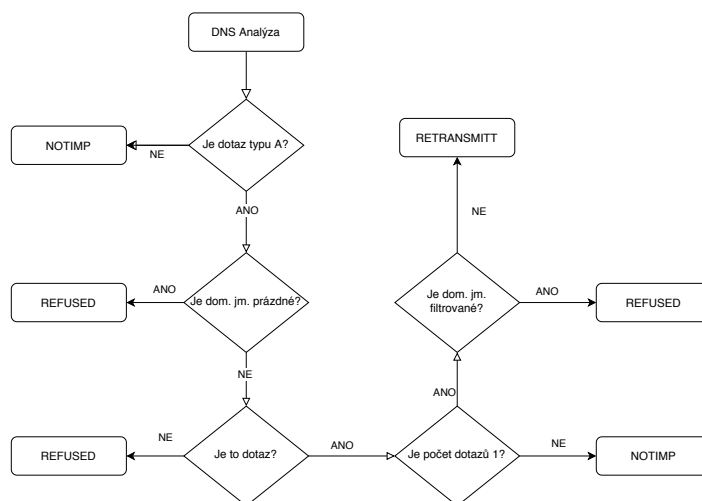 DNS Analýza
Je dotaz typu A?
NOTIMP
NE
RETRANSMITT
ANO
NE
Je dom. jm. prázdné?
ANO
REFUSED
Je dom. jm.
filtrované?
ANO
REFUSED
NE
ANO
Je to dotaz?
NE
REFUSED
ANO
Je počet dotazů 1?
NE
NOTIMP